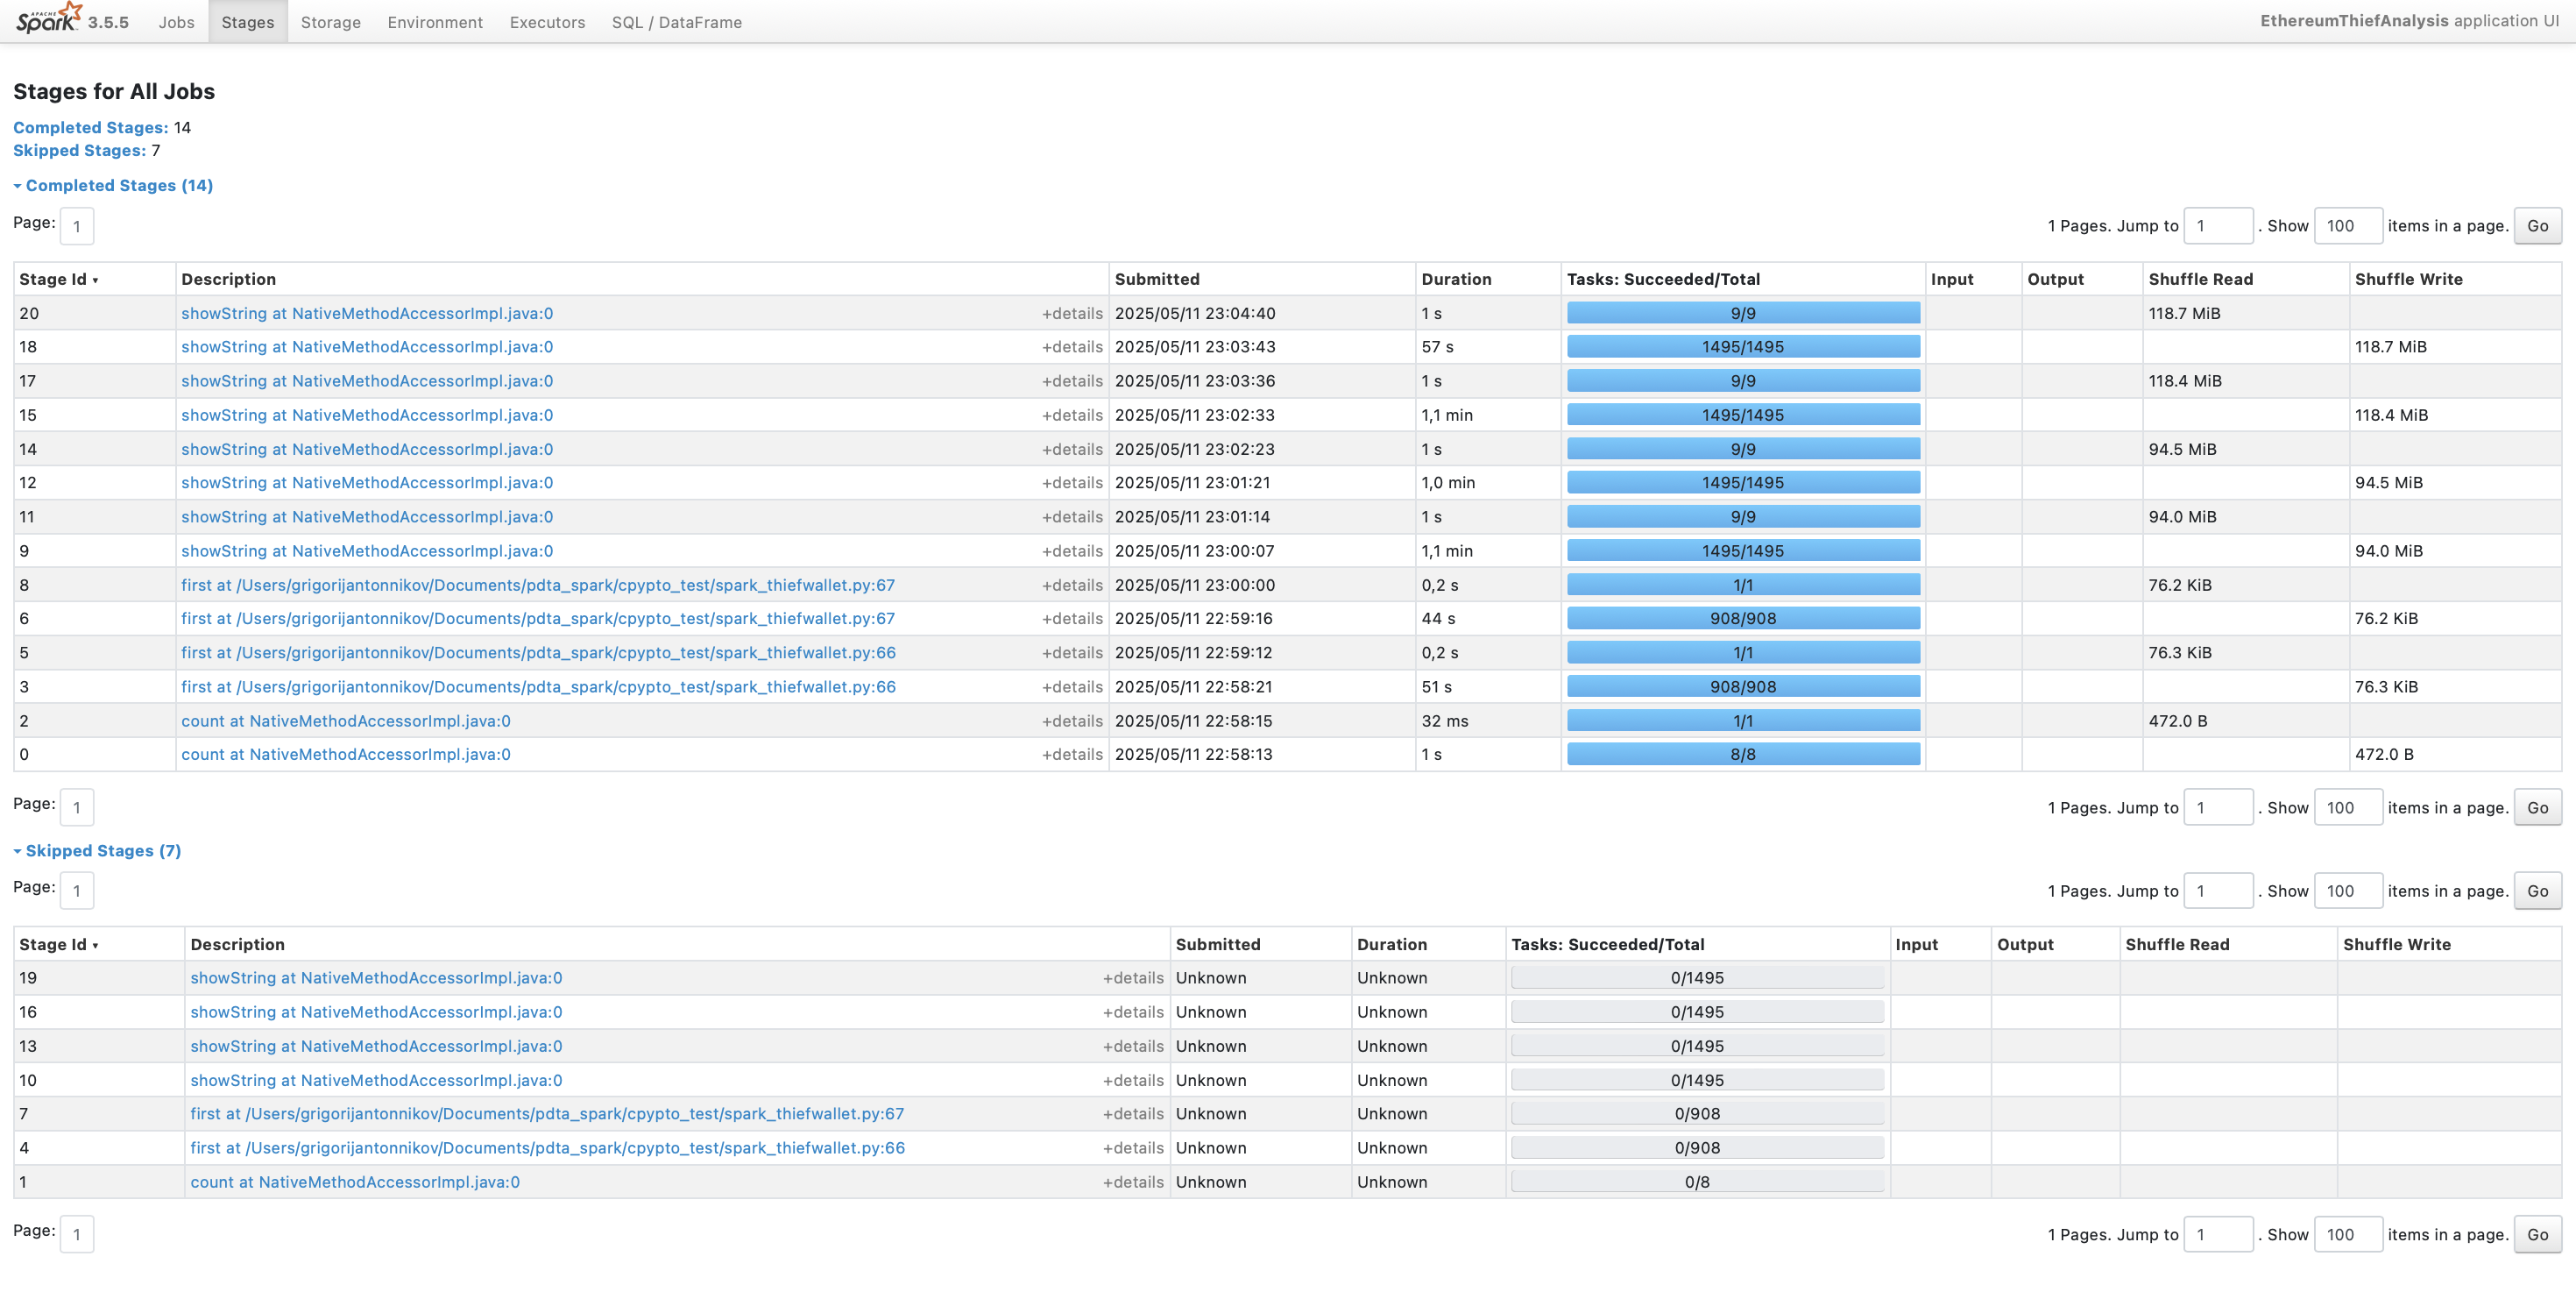 APACHE Spark 3.5.5 Jobs Stages Storage Environment Executors SQL / DataFrame EthereumThiefAnalysis application UI
Stages for All Jobs
Completed Stages: 14
Skipped Stages: 7
Completed Stages (14)
Page: 1 1 Pages. Jump to 1 . Show 100 items in a page. Go
Stage Id ▾ Description Submitted Duration Tasks: Succeeded/Total Input Output Shuffle Read Shuffle Write
20 showString at NativeMethodAccessorImpl.java:0 +details 2025/05/11 23:04:40 1 s 9/9 118.7 MiB
18 showString at NativeMethodAccessorImpl.java:0 +details 2025/05/11 23:03:43 57 s 1495/1495 118.7 MiB
17 showString at NativeMethodAccessorImpl.java:0 +details 2025/05/11 23:03:36 1 s 9/9 118.4 MiB
15 showString at NativeMethodAccessorImpl.java:0 +details 2025/05/11 23:02:33 1,1 min 1495/1495 118.4 MiB
14 showString at NativeMethodAccessorImpl.java:0 +details 2025/05/11 23:02:23 1 s 9/9 94.5 MiB
12 showString at NativeMethodAccessorImpl.java:0 +details 2025/05/11 23:01:21 1,0 min 1495/1495 94.5 MiB
11 showString at NativeMethodAccessorImpl.java:0 +details 2025/05/11 23:01:14 1 s 9/9 94.0 MiB
9 showString at NativeMethodAccessorImpl.java:0 +details 2025/05/11 23:00:07 1,1 min 1495/1495 94.0 MiB
8 first at /Users/grigorijantonnikov/Documents/pdta_spark/cpypto_test/spark_thiefwallet.py:67 +details 2025/05/11 23:00:00 0,2 s 1/1 76.2 KiB
6 first at /Users/grigorijantonnikov/Documents/pdta_spark/cpypto_test/spark_thiefwallet.py:67 +details 2025/05/11 22:59:16 44 s 908/908 76.2 KiB
5 first at /Users/grigorijantonnikov/Documents/pdta_spark/cpypto_test/spark_thiefwallet.py:66 +details 2025/05/11 22:59:12 0,2 s 1/1 76.3 KiB
3 first at /Users/grigorijantonnikov/Documents/pdta_spark/cpypto_test/spark_thiefwallet.py:66 +details 2025/05/11 22:58:21 51 s 908/908 76.3 KiB
2 count at NativeMethodAccessorImpl.java:0 +details 2025/05/11 22:58:15 32 ms 1/1 472.0 B
0 count at NativeMethodAccessorImpl.java:0 +details 2025/05/11 22:58:13 1 s 8/8 472.0 B
Page: 1 1 Pages. Jump to 1 . Show 100 items in a page. Go
Skipped Stages (7)
Page: 1 1 Pages. Jump to 1 . Show 100 items in a page. Go
Stage Id ▾ Description Submitted Duration Tasks: Succeeded/Total Input Output Shuffle Read Shuffle Write
19 showString at NativeMethodAccessorImpl.java:0 +details Unknown Unknown 0/1495
16 showString at NativeMethodAccessorImpl.java:0 +details Unknown Unknown 0/1495
13 showString at NativeMethodAccessorImpl.java:0 +details Unknown Unknown 0/1495
10 showString at NativeMethodAccessorImpl.java:0 +details Unknown Unknown 0/1495
7 first at /Users/grigorijantonnikov/Documents/pdta_spark/cpypto_test/spark_thiefwallet.py:67 +details Unknown Unknown 0/908
4 first at /Users/grigorijantonnikov/Documents/pdta_spark/cpypto_test/spark_thiefwallet.py:66 +details Unknown Unknown 0/908
1 count at NativeMethodAccessorImpl.java:0 +details Unknown Unknown 0/8
Page: 1 1 Pages. Jump to 1 . Show 100 items in a page. Go